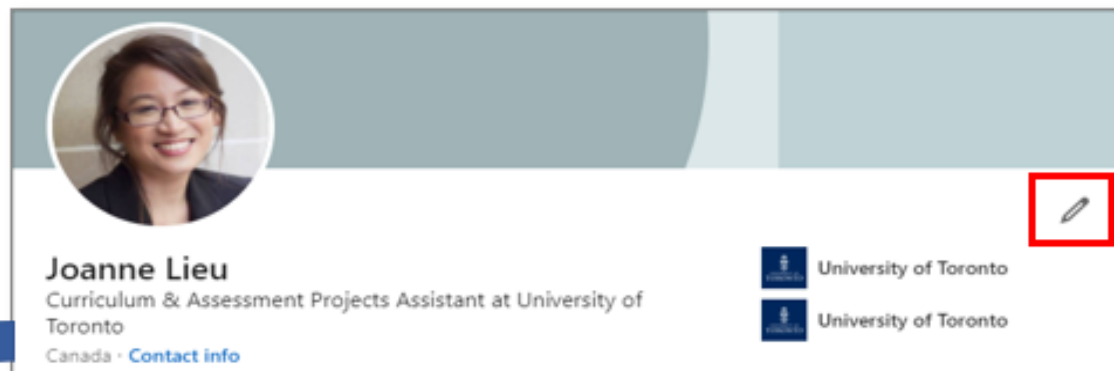 Joanne Lieu
Curriculum & Assessment Projects Assistant at University of
Toronto
Canada · Contact info
University of Toronto
University of Toronto